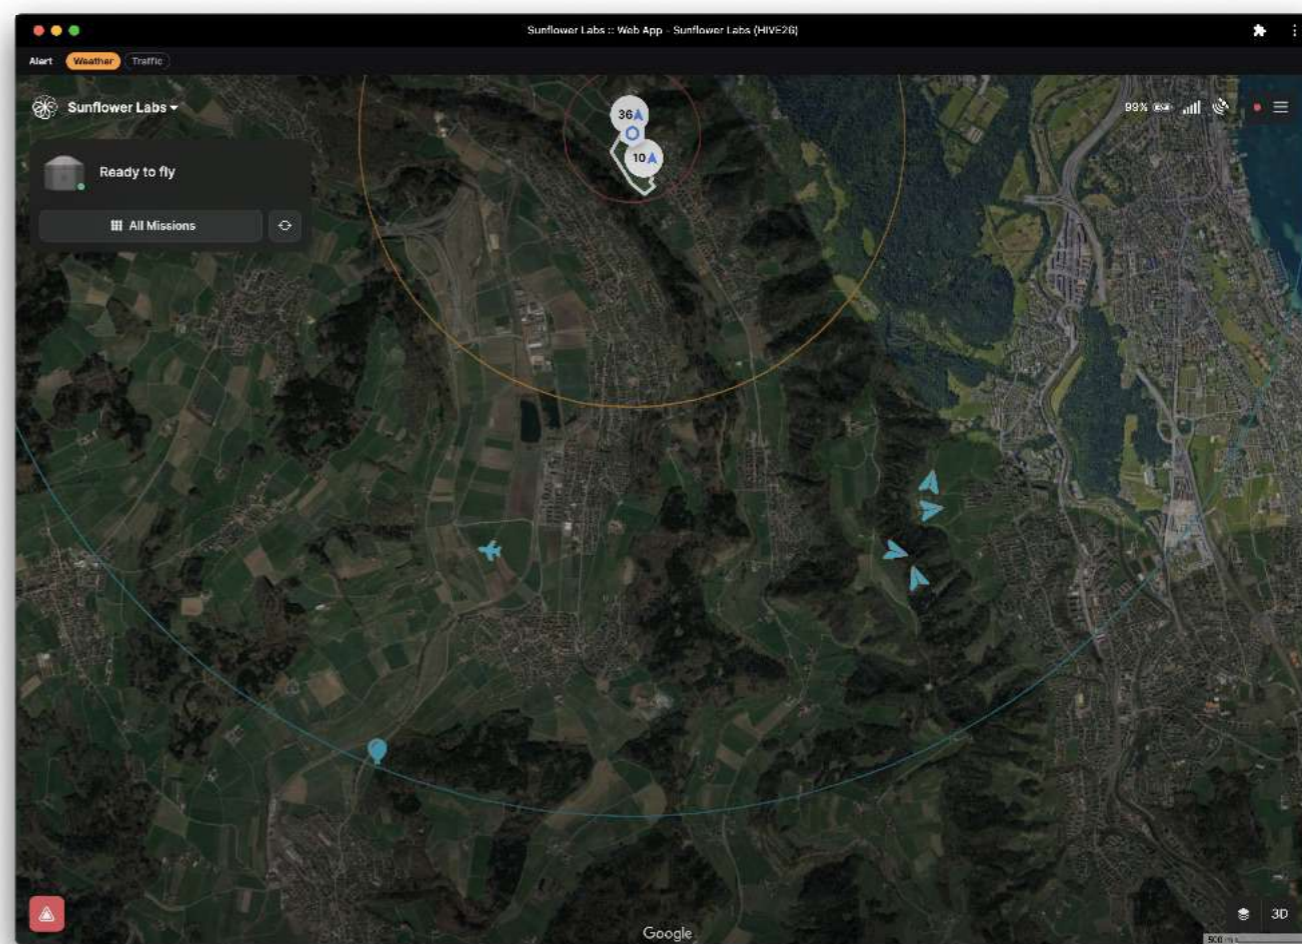 Sunflower Labs :: Web App - Sunflower Labs (HIVE26)
Alert Weather Traffic
Sunflower Labs
99%
Ready to fly
All Missions
36
10
Google
3D
500 m